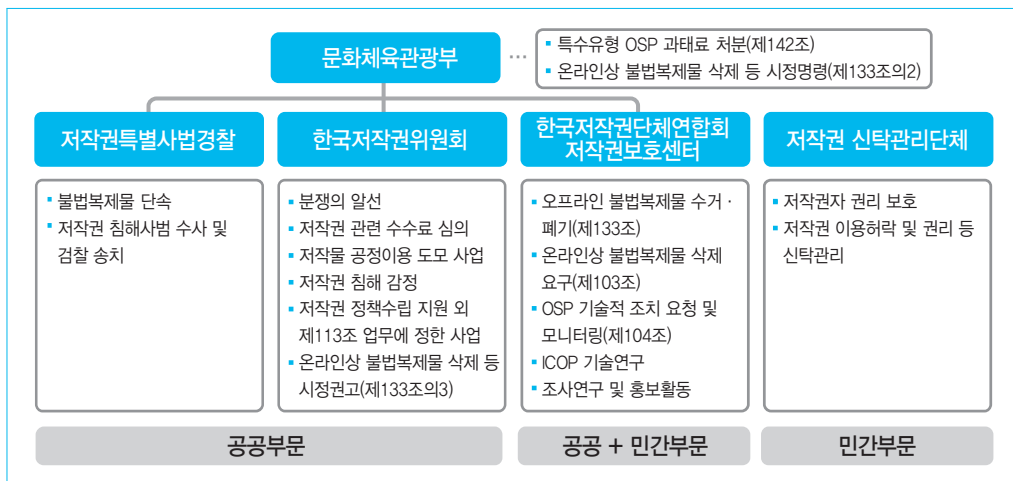 문화체육관광부
…
▪ 특수유형 OSP 과태료 처분(제142조)
▪ 온라인상 불법복제물 삭제 등 시정명령(제133조의2)
저작권특별사법경찰
▪ 불법복제물 단속
▪ 저작권 침해사범 수사 및
검찰 송치
한국저작권위원회
▪ 분쟁의 알선
▪ 저작권 관련 수수료 심의
▪ 저작물 공정이용 도모 사업
▪ 저작권 침해 감정
▪ 저작권 정책수립 지원 외
제113조 업무에 정한 사업
▪ 온라인상 불법복제물 삭제 등
시정권고(제133조의3)
한국저작권단체연합회
저작권보호센터
▪ 오프라인 불법복제물 수거 ·
폐기(제133조)
▪ 온라인상 불법복제물 삭제
요구(제103조)
▪ OSP 기술적 조치 요청 및
모니터링(제104조)
▪ ICOP 기술연구
▪ 조사연구 및 홍보활동
저작권 신탁관리단체
▪ 저작권자 권리 보호
▪ 저작권 이용허락 및 권리 등
신탁관리
공공부문
공공 + 민간부문
민간부문